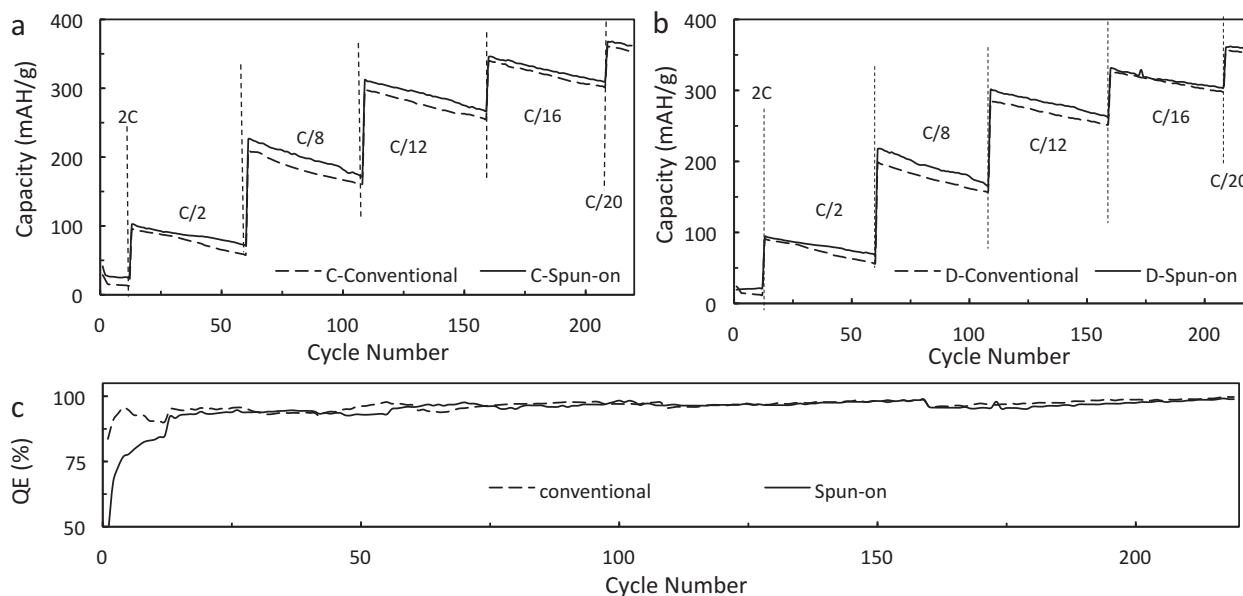 a
Capacity (mAH/g)
400
300
200
100
0
2C
C/2
C/8
C/12
C/16
C/20
C-Conventional
C-Spun-on
0
50
100
150
200
Cycle Number
b
Capacity (mAH/g)
400
300
200
100
0
2C
C/2
C/8
C/12
C/16
C/20
D-Conventional
D-Spun-on
0
50
100
150
200
Cycle Number
c
QE (%)
100
75
50
conventional
Spun-on
0
50
100
150
200
Cycle Number